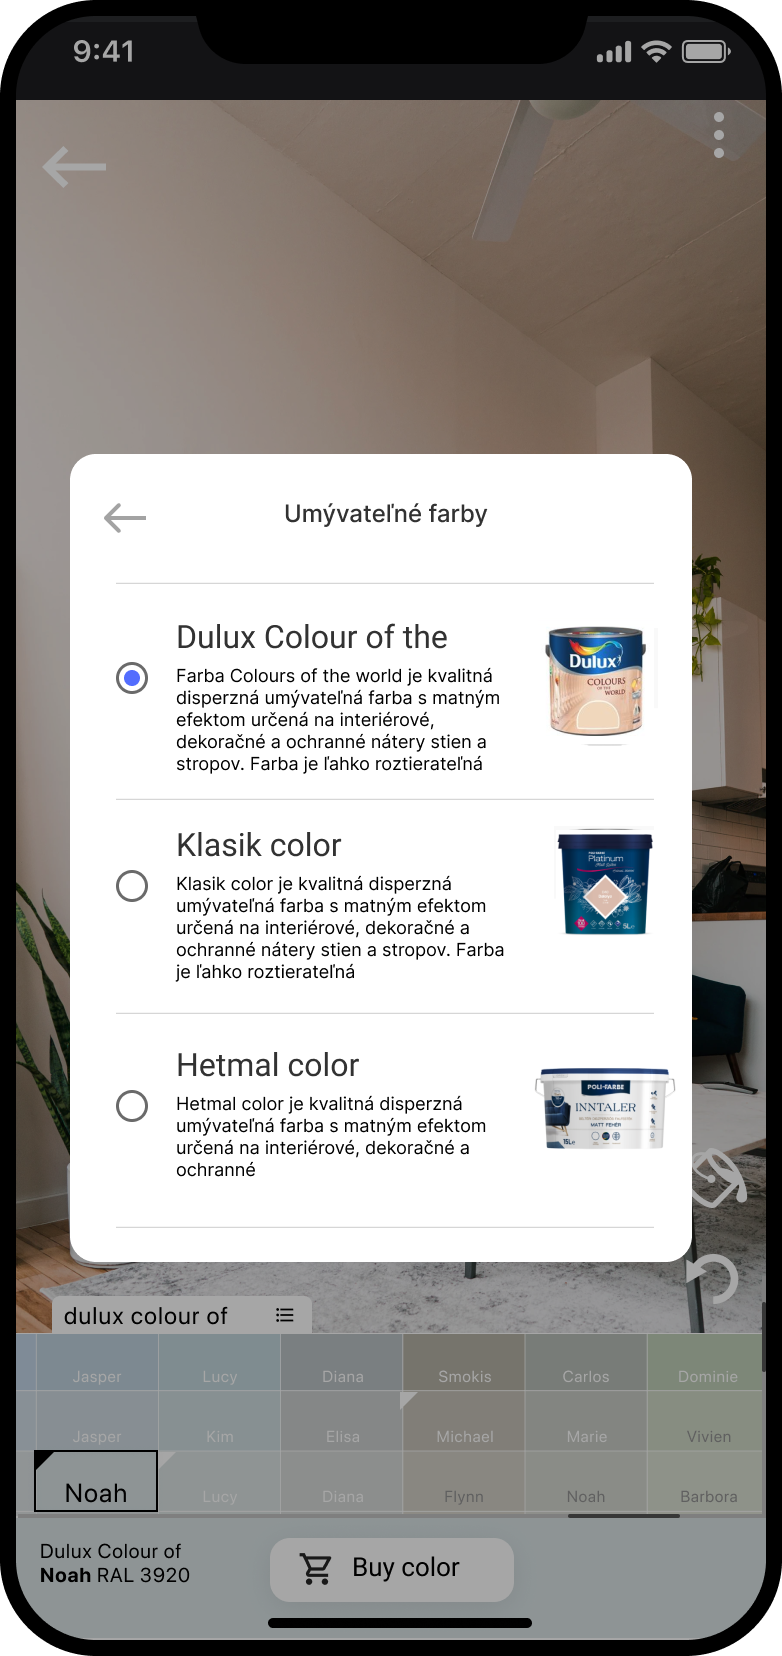 9:41
Umývateľné farby
Dulux Colour of the
Farba Colours of the world je kvalitná
disperzná umývateľná farba s matným
efektom určená na interiérové,
dekoračné a ochranné nátery stien a
stropov. Farba je ľahko roztierateľná
Dulux
COLOURS
OF THE
WORLD
Klasik color
Klasik color je kvalitná disperzná
umývateľná farba s matným efektom
určená na interiérové, dekoračné a
ochranné nátery stien a stropov. Farba
je ľahko roztierateľná
POLI-FARBE
Platinum
5L
Hetmal color
Hetmal color je kvalitná disperzná
umývateľná farba s matným efektom
určená na interiérové, dekoračné a
ochranné
POLI-FARBE
INNTALER
MATT FEHÉR
15L
dulux colour of
Jasper Lucy Diana Smokis Carlos Dominie
Jasper Kim Elisa Michael Marie Vivien
Noah Lucy Diana Flynn Noah Barbora
Dulux Colour of
Noah RAL 3920
Buy color